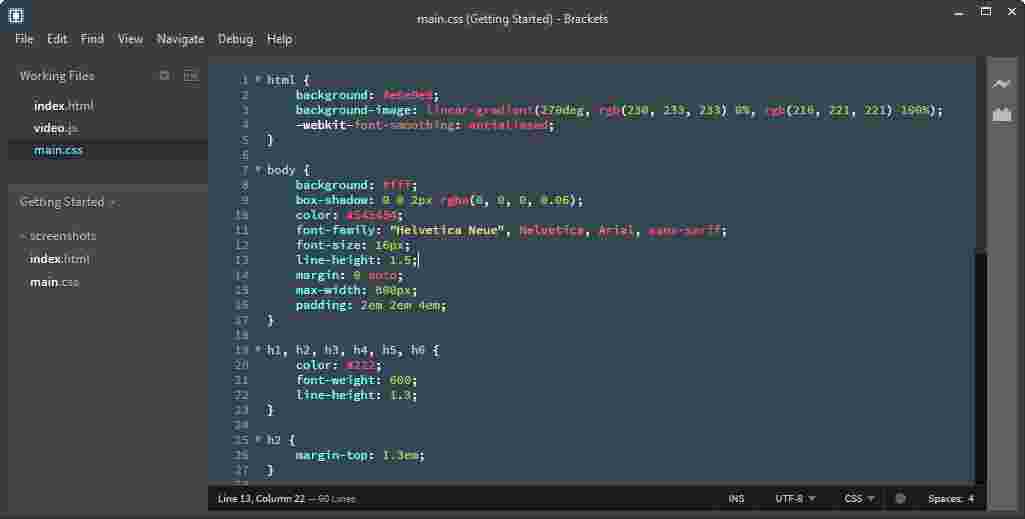 main.css (Getting Started) - Brackets
File Edit Find View Navigate Debug Help
Working Files
index.html
video.js
main.css
Getting Started
screenshots
index.html
main.css
1 html {
2 background: #e6e9e9;
3 background-image: linear-gradient(270deg, rgb(230, 233, 233) 0%, rgb(216, 221, 221) 100%);
4 -webkit-font-smoothing: antialiased;
5 }
6
7 body {
8 background: #fff;
9 box-shadow: 0 0 2px rgba(0, 0, 0, 0.06);
10 color: #545454;
11 font-family: "Helvetica Neue", Helvetica, Arial, sans-serif;
12 font-size: 16px;
13 line-height: 1.5;
14 margin: 0 auto;
15 max-width: 800px;
16 padding: 2em 2em 4em;
17 }
18
19 h1, h2, h3, h4, h5, h6 {
20 color: #222;
21 font-weight: 600;
22 line-height: 1.3;
23 }
24
25 h2 {
26 margin-top: 1.3em;
27 }
Line 13, Column 22 — 60 Lines INS UTF-8 CSS Spaces: 4